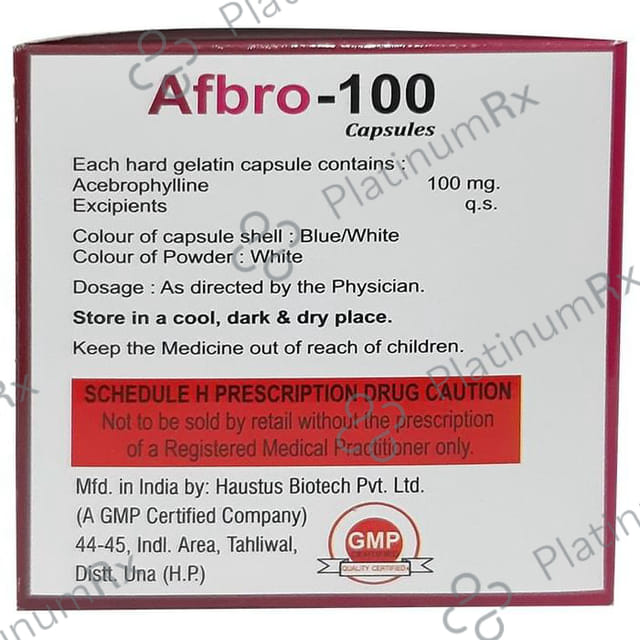 Afbro-100
Capsules
Each hard gelatin capsule contains :
Acebrophylline 100 mg.
Excipients q.s.
Colour of capsule shell : Blue/White
Colour of Powder : White
Dosage : As directed by the Physician.
Store in a cool, dark & dry place.
Keep the Medicine out of reach of children.
SCHEDULE H PRESCRIPTION DRUG CAUTION
Not to be sold by retail without the prescription
of a Registered Medical Practitioner only.
Mfd. in India by: Haustus Biotech Pvt. Ltd.
(A GMP Certified Company)
44-45, Indl. Area, Tahliwal,
Distt. Una (H.P.)
GMP
CERTIFIED
QUALITY CERTIFIED
PlatinumRx
PlatinumRx
PlatinumRx
PlatinumRx